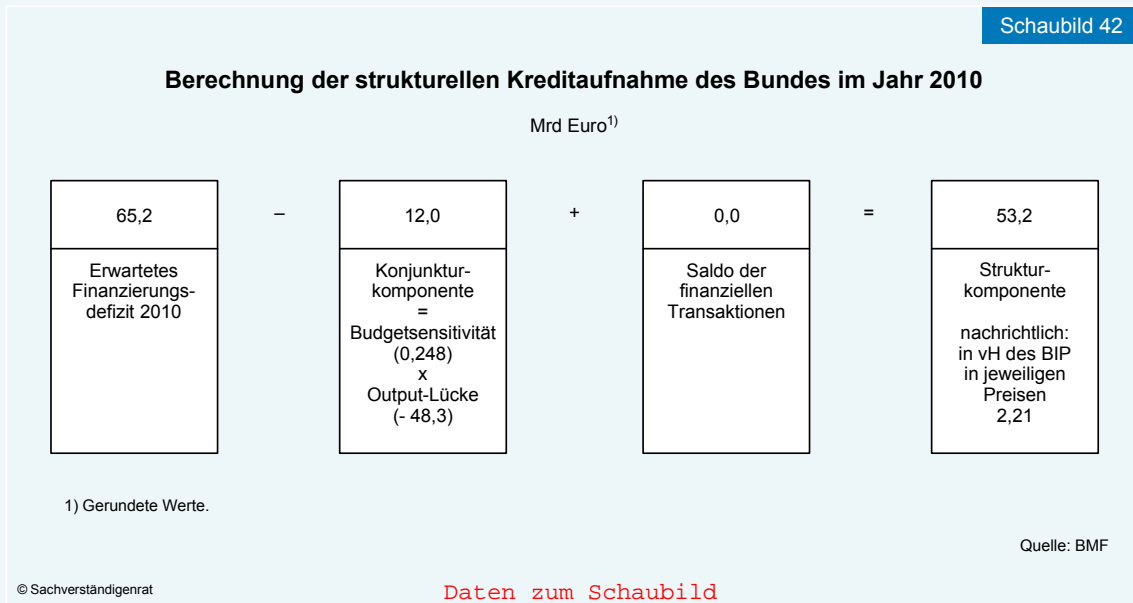 Schaubild 42
Berechnung der strukturellen Kreditaufnahme des Bundes im Jahr 2010
Mrd Euro1)
65,2
–
12,0
+
0,0
=
53,2
Erwartetes
Finanzierungs-
defizit 2010
Konjunktur-
komponente
=
Budgetsensitivität
(0,248)
x
Output-Lücke
(- 48,3)
Saldo der
finanziellen
Transaktionen
Struktur-
komponente
nachrichtlich:
in vH des BIP
in jeweiligen
Preisen
2,21
1) Gerundete Werte.
Quelle: BMF
© Sachverständigenrat
Daten zum Schaubild